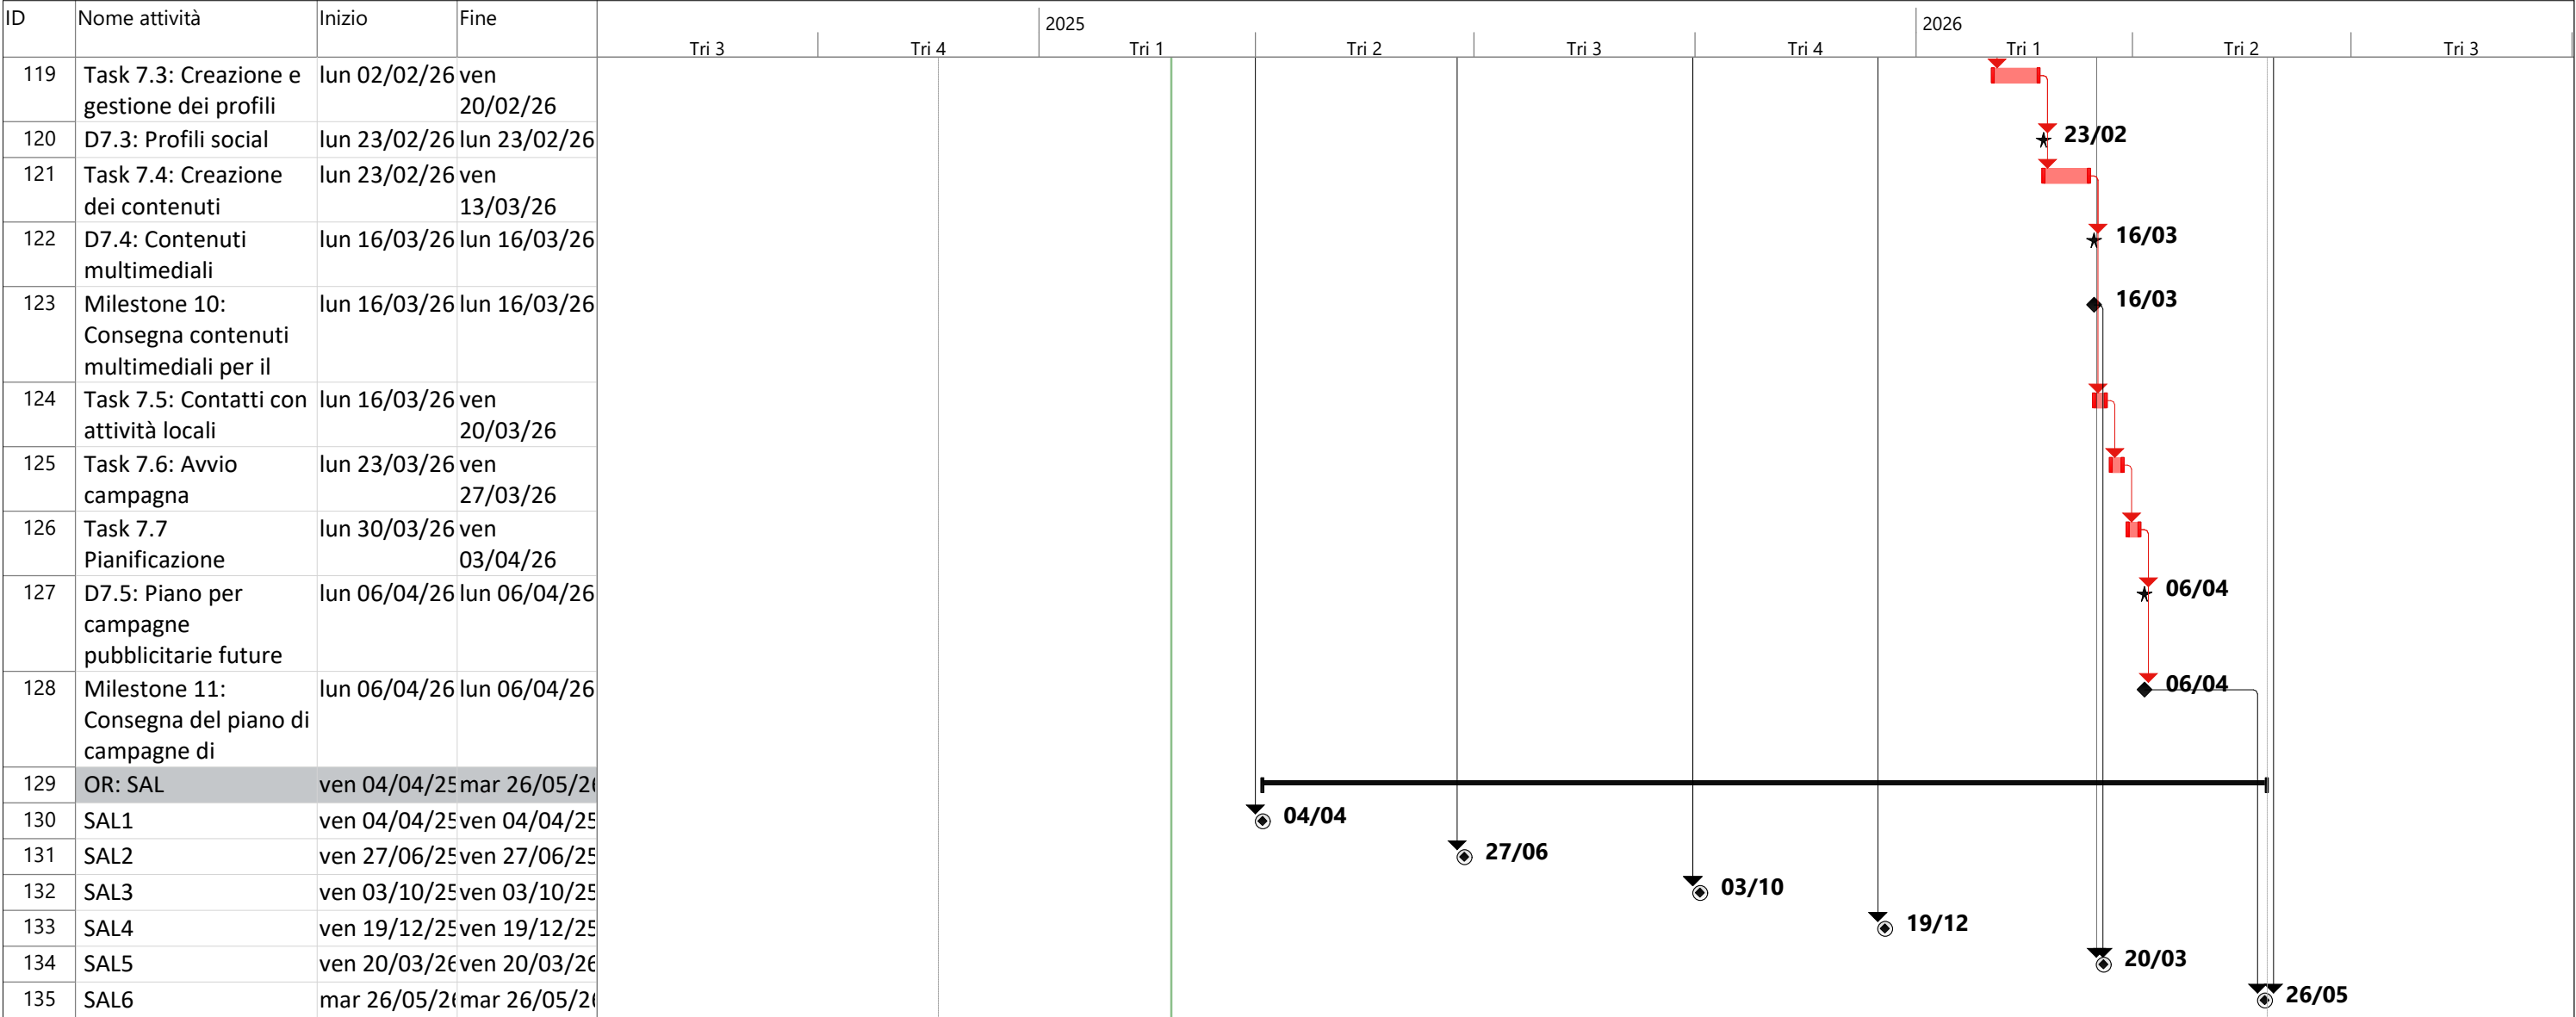 ID Nome attività Inizio Fine 2025 2026
Tri 3 Tri 4 Tri 1 Tri 2 Tri 3 Tri 4 Tri 1 Tri 2 Tri 3
119 Task 7.3: Creazione e lun 02/02/26 ven
gestione dei profili 20/02/26
120 D7.3: Profili social lun 23/02/26 lun 23/02/26 23/02
121 Task 7.4: Creazione lun 23/02/26 ven
dei contenuti 13/03/26
122 D7.4: Contenuti lun 16/03/26 lun 16/03/26 16/03
multimediali
123 Milestone 10: lun 16/03/26 lun 16/03/26 16/03
Consegna contenuti
multimediali per il
124 Task 7.5: Contatti con lun 16/03/26 ven
attività locali 20/03/26
125 Task 7.6: Avvio lun 23/03/26 ven
campagna 27/03/26
126 Task 7.7 lun 30/03/26 ven
Pianificazione 03/04/26
127 D7.5: Piano per lun 06/04/26 lun 06/04/26 06/04
campagne
pubblicitarie future
128 Milestone 11: lun 06/04/26 lun 06/04/26 06/04
Consegna del piano di
campagne di
129 OR: SAL ven 04/04/25 mar 26/05/26
130 SAL1 ven 04/04/25 ven 04/04/25 04/04
131 SAL2 ven 27/06/25 ven 27/06/25 27/06
132 SAL3 ven 03/10/25 ven 03/10/25 03/10
133 SAL4 ven 19/12/25 ven 19/12/25 19/12
134 SAL5 ven 20/03/26 ven 20/03/26 20/03
135 SAL6 mar 26/05/26 mar 26/05/26 26/05